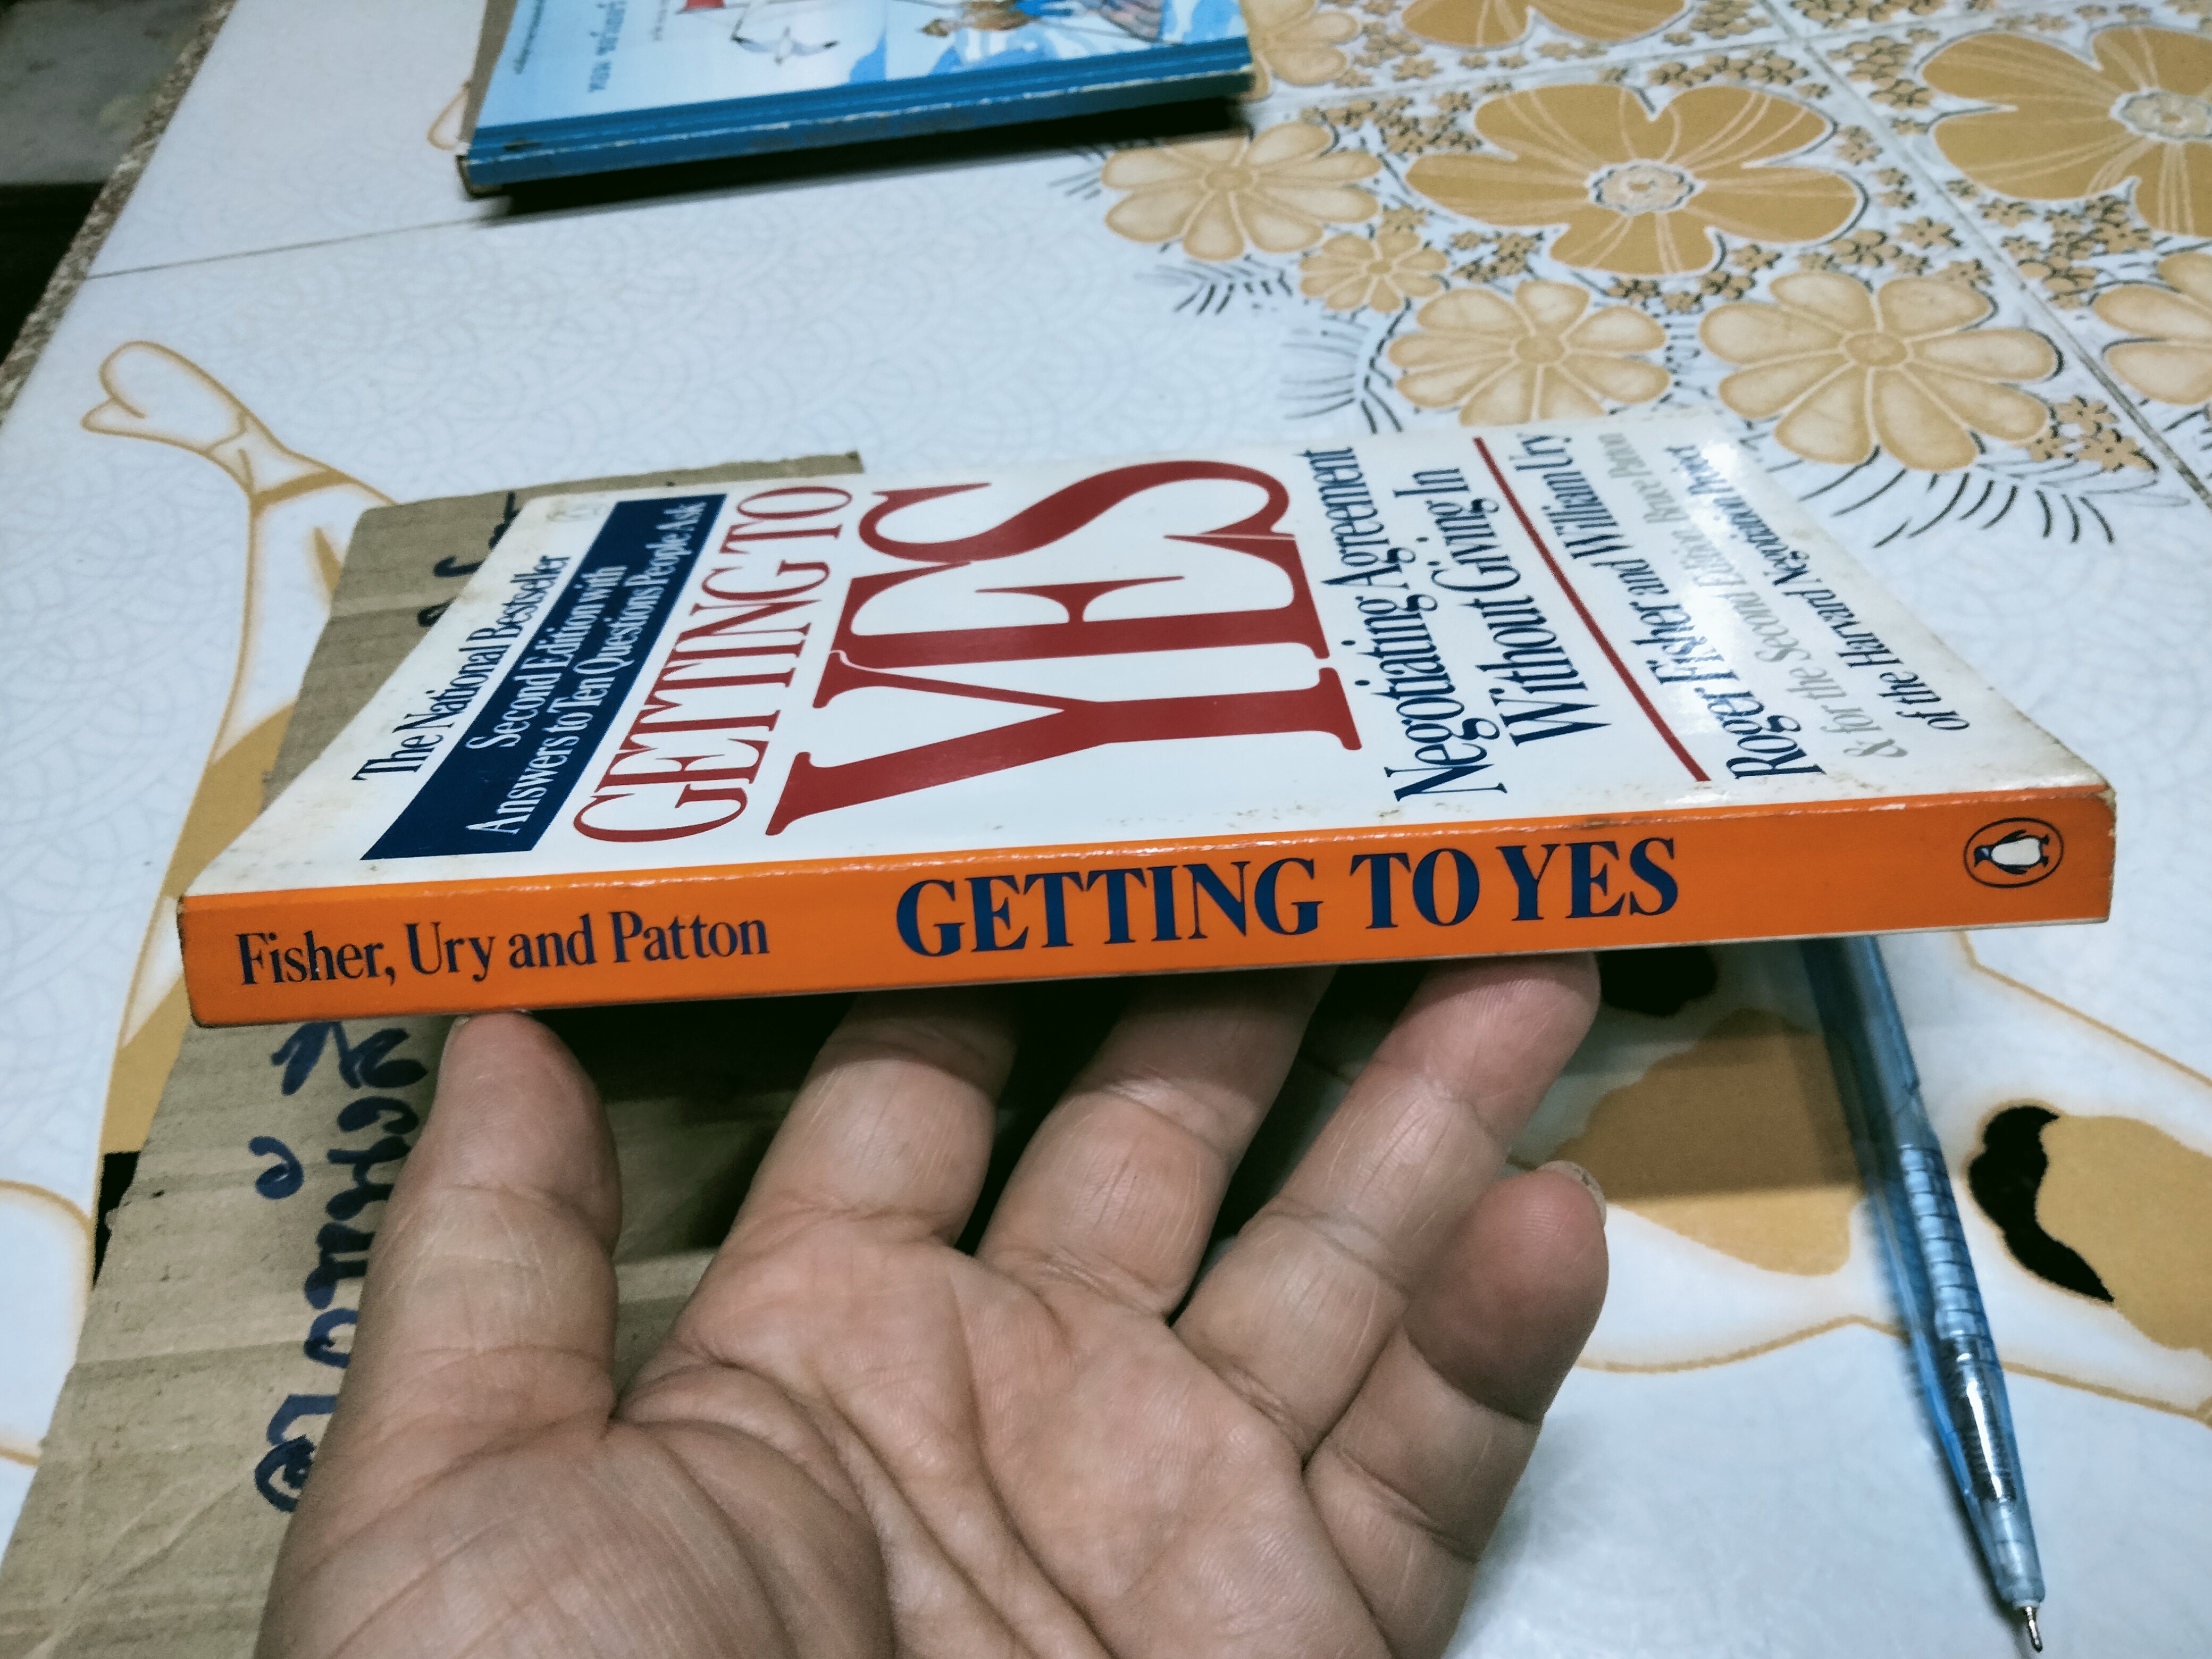 The National Bestseller
Second Edition with
Answers to Ten Questions People Ask
GETTING TO
YES
Negotiating Agreement
Without Giving In
Roger Fisher and William Ury
& for the Second Edition, Bruce Patton
of the Harvard Negotiation Project
Fisher, Ury and Patton GETTING TO YES